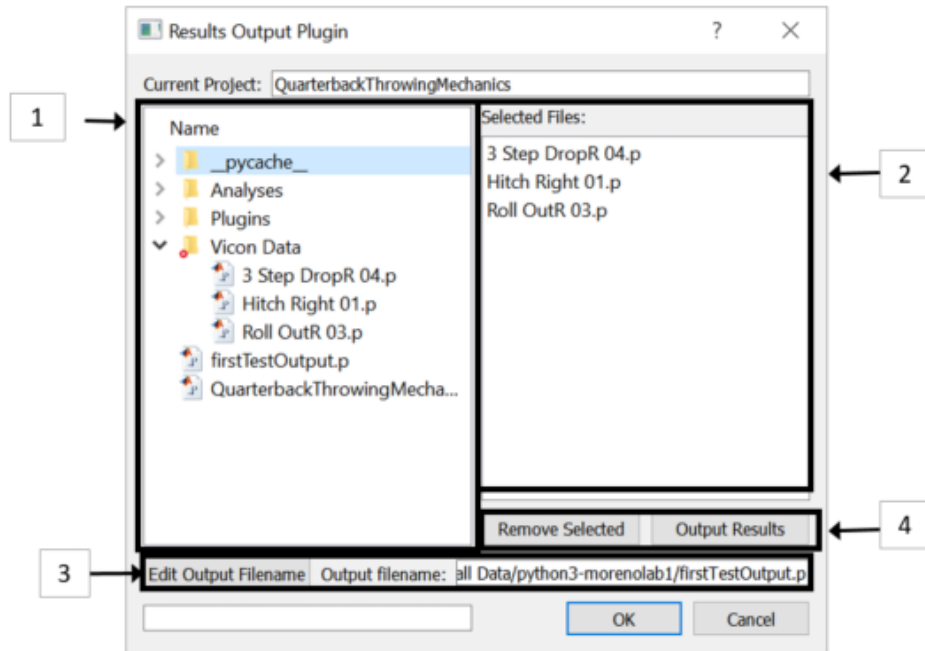 Results Output Plugin ?
Current Project: QuarterbackThrowingMechanics
1
Name
__pycache__
Analyses
Plugins
Vicon Data
3 Step DropR 04.p
Hitch Right 01.p
Roll OutR 03.p
firstTestOutput.p
QuarterbackThrowingMecha...
Selected Files:
3 Step DropR 04.p
Hitch Right 01.p
Roll OutR 03.p
2
Remove Selected Output Results
4
3
Edit Output Filename Output filename: all Data/python3-morenolab1/firstTestOutput.p
OK Cancel